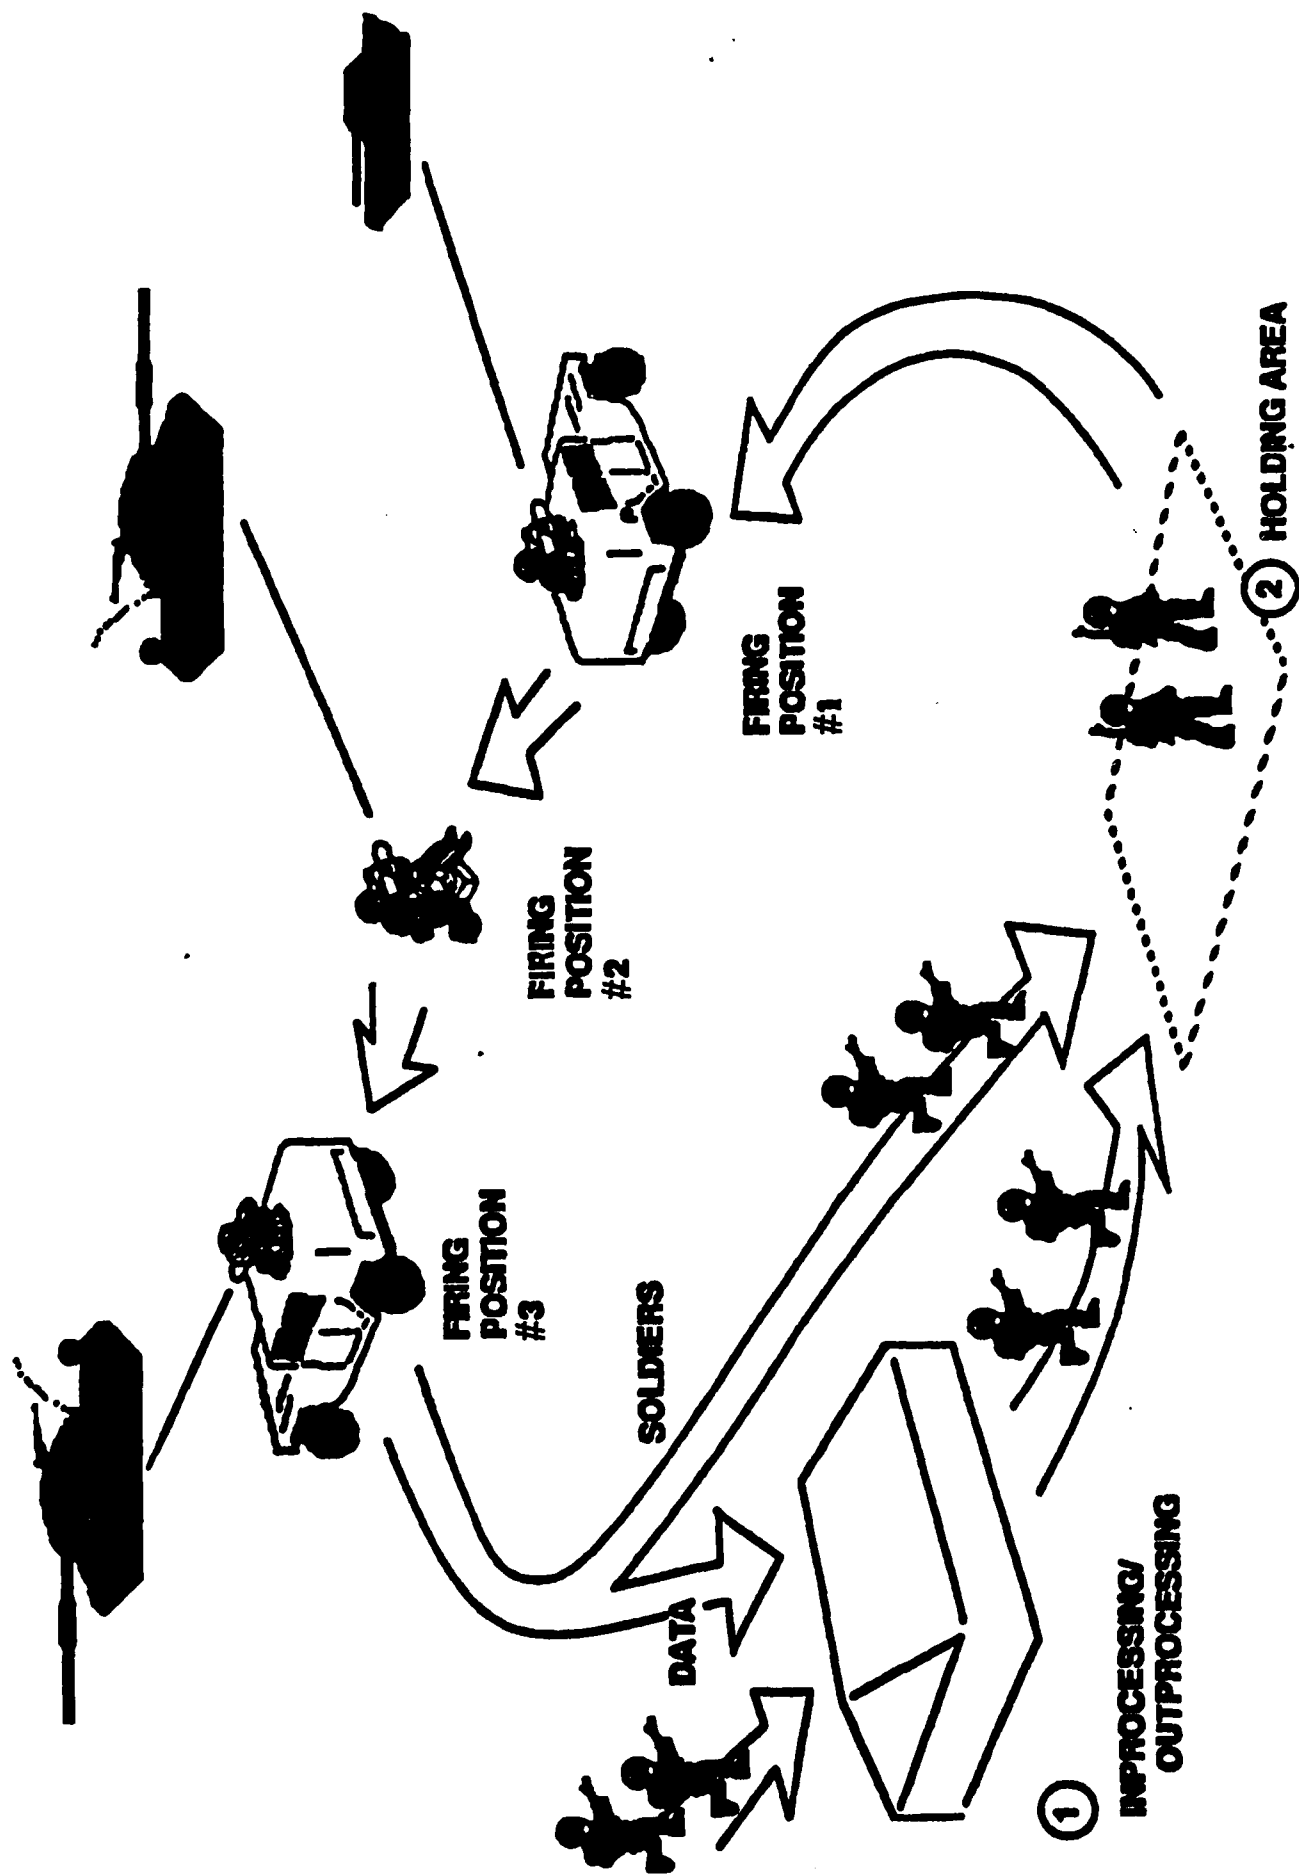 FIRING
POSITION
#3
FIRING
POSITION
#2
FIRING
POSITION
#1
SOLDIERS
DATA
1
INPROCESSING/
OUTPROCESSING
2 HOLDING AREA